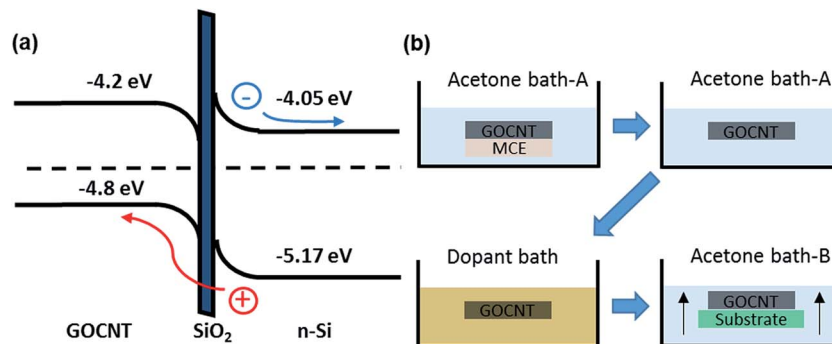 (a)
-4.2 eV
-4.05 eV
-
-4.8 eV
-5.17 eV
+
GOCNT
SiO₂
n-Si
(b)
Acetone bath-A
GOCNT
MCE
Acetone bath-A
GOCNT
Dopant bath
GOCNT
Acetone bath-B
GOCNT
Substrate